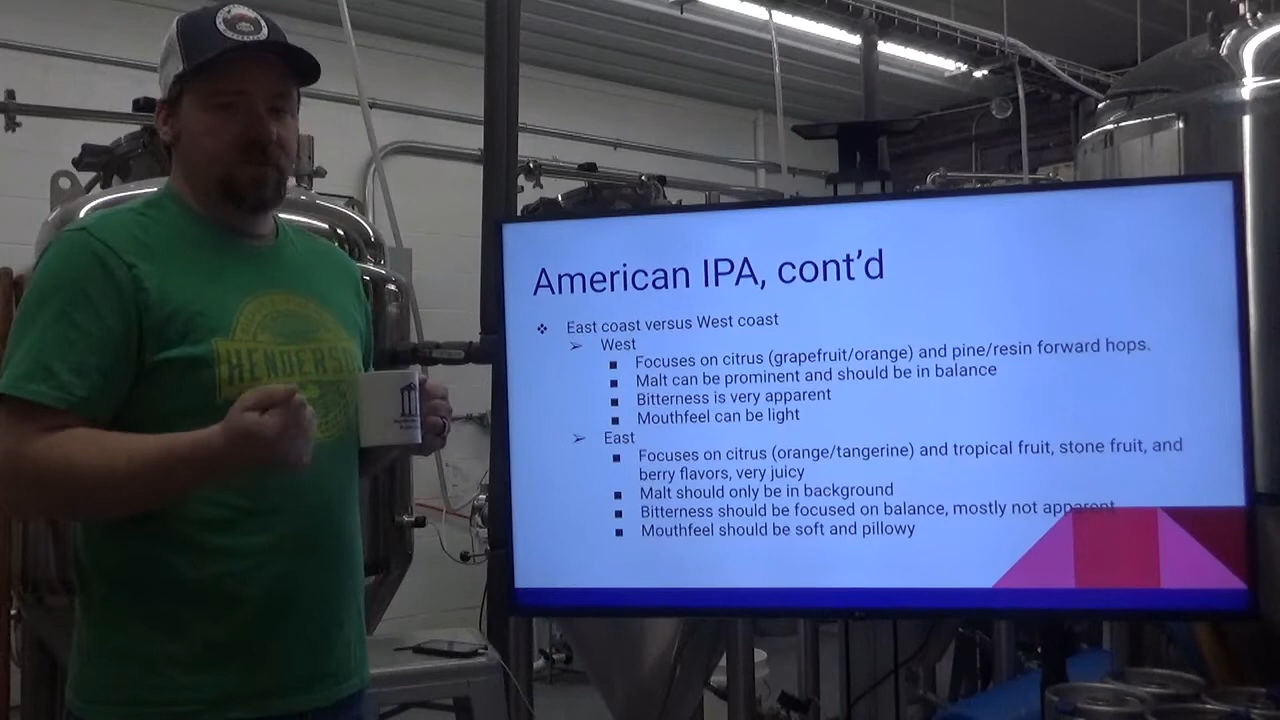 American IPA, cont'd
❖ East coast versus West coast
➢ West
■ Focuses on citrus (grapefruit/orange) and pine/resin forward hops.
■ Malt can be prominent and should be in balance
■ Bitterness is very apparent
■ Mouthfeel can be light
➢ East
■ Focuses on citrus (orange/tangerine) and tropical fruit, stone fruit, and
berry flavors, very juicy
■ Malt should only be in background
■ Bitterness should be focused on balance, mostly not apparent
■ Mouthfeel should be soft and pillowy
HENDERS